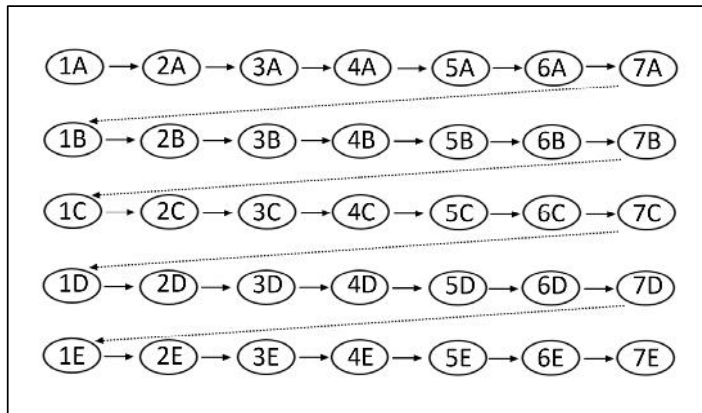 1A 2A 3A 4A 5A 6A 7A
1B 2B 3B 4B 5B 6B 7B
1C 2C 3C 4C 5C 6C 7C
1D 2D 3D 4D 5D 6D 7D
1E 2E 3E 4E 5E 6E 7E